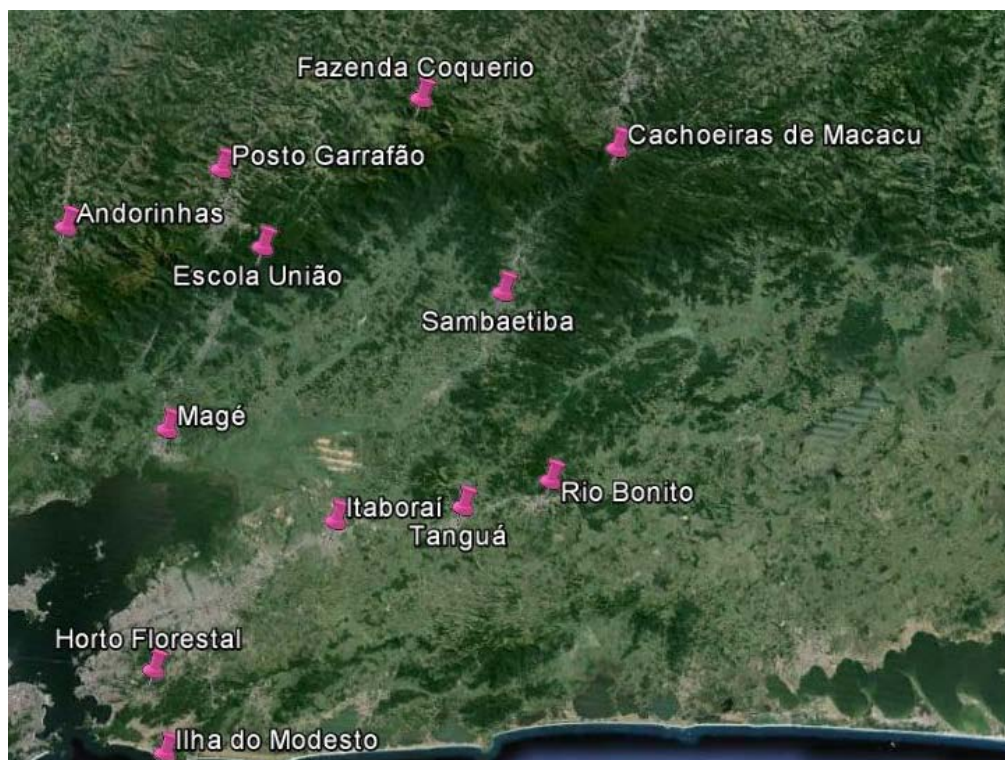 Fazenda Coquerio
Cachoeiras de Macacu
Posto Garrafão
Andorinhas
Escola União
Sambaetiba
Magé
Rio Bonito
Itaboraí
Tanguá
Horto Florestal
Ilha do Modesto